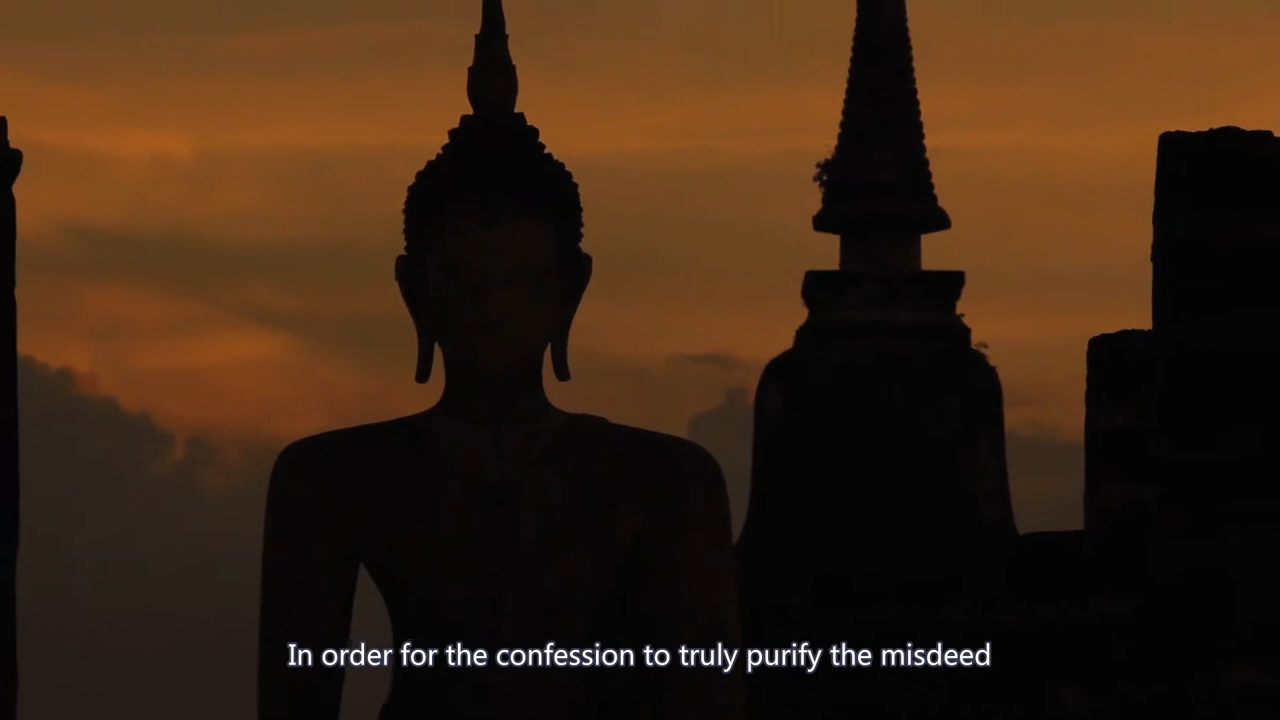 In order for the confession to truly purify the misdeed